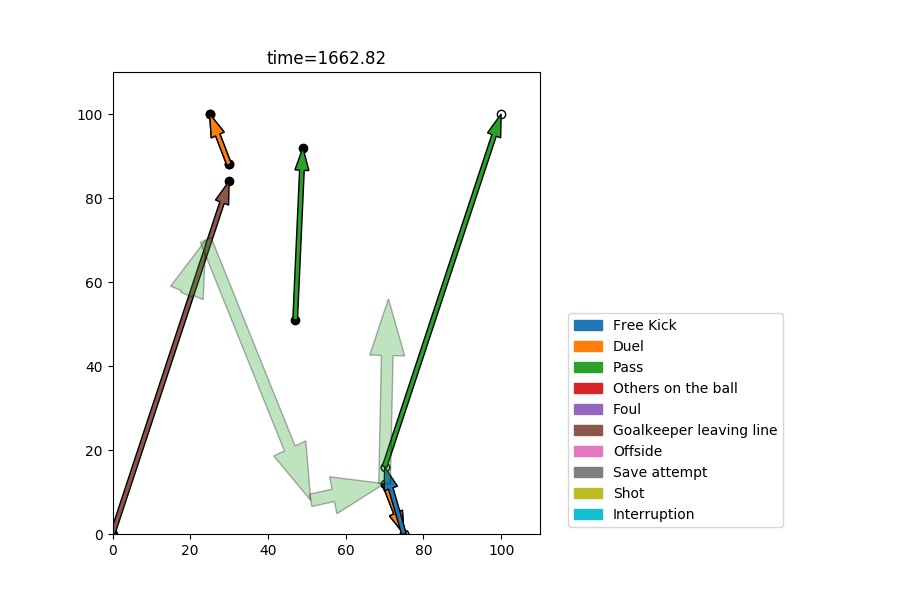 time=1662.82
100
80
60
40
20
0
0 20 40 60 80 100
Free Kick
Duel
Pass
Others on the ball
Foul
Goalkeeper leaving line
Offside
Save attempt
Shot
Interruption